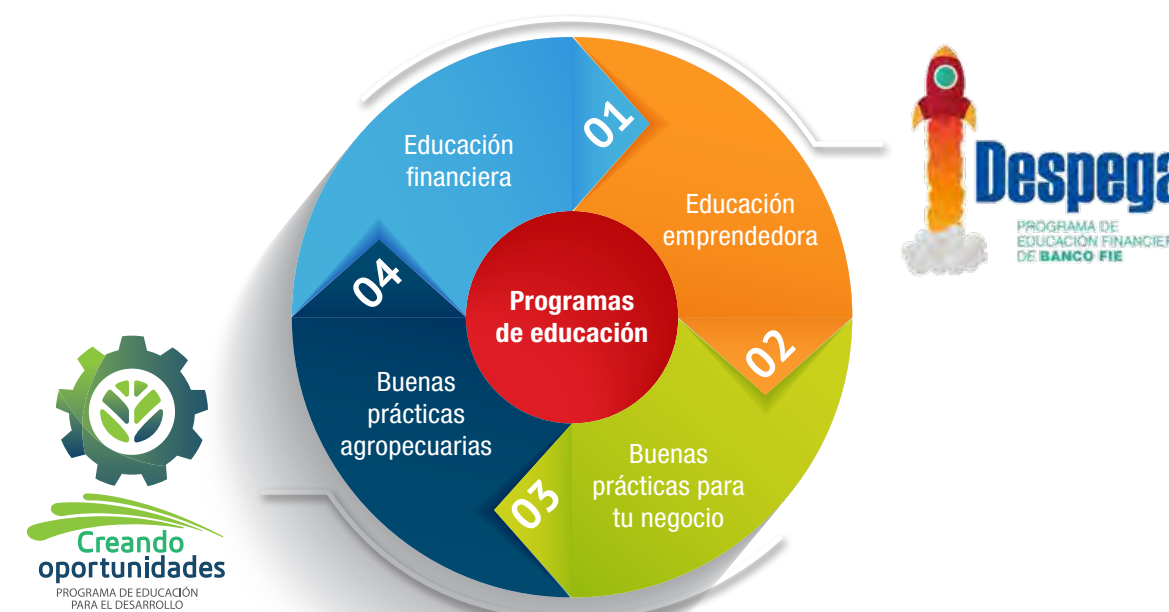 Educación
financiera
01
Educación
emprendedora
02
Buenas
prácticas para
tu negocio
03
Buenas
prácticas
agropecuarias
04
Programas
de educación
Despega
PROGRAMA DE
EDUCACIÓN FINANCIER
DE BANCO FIE
Creando
oportunidades
PROGRAMA DE EDUCACIÓN
PARA EL DESARROLLO